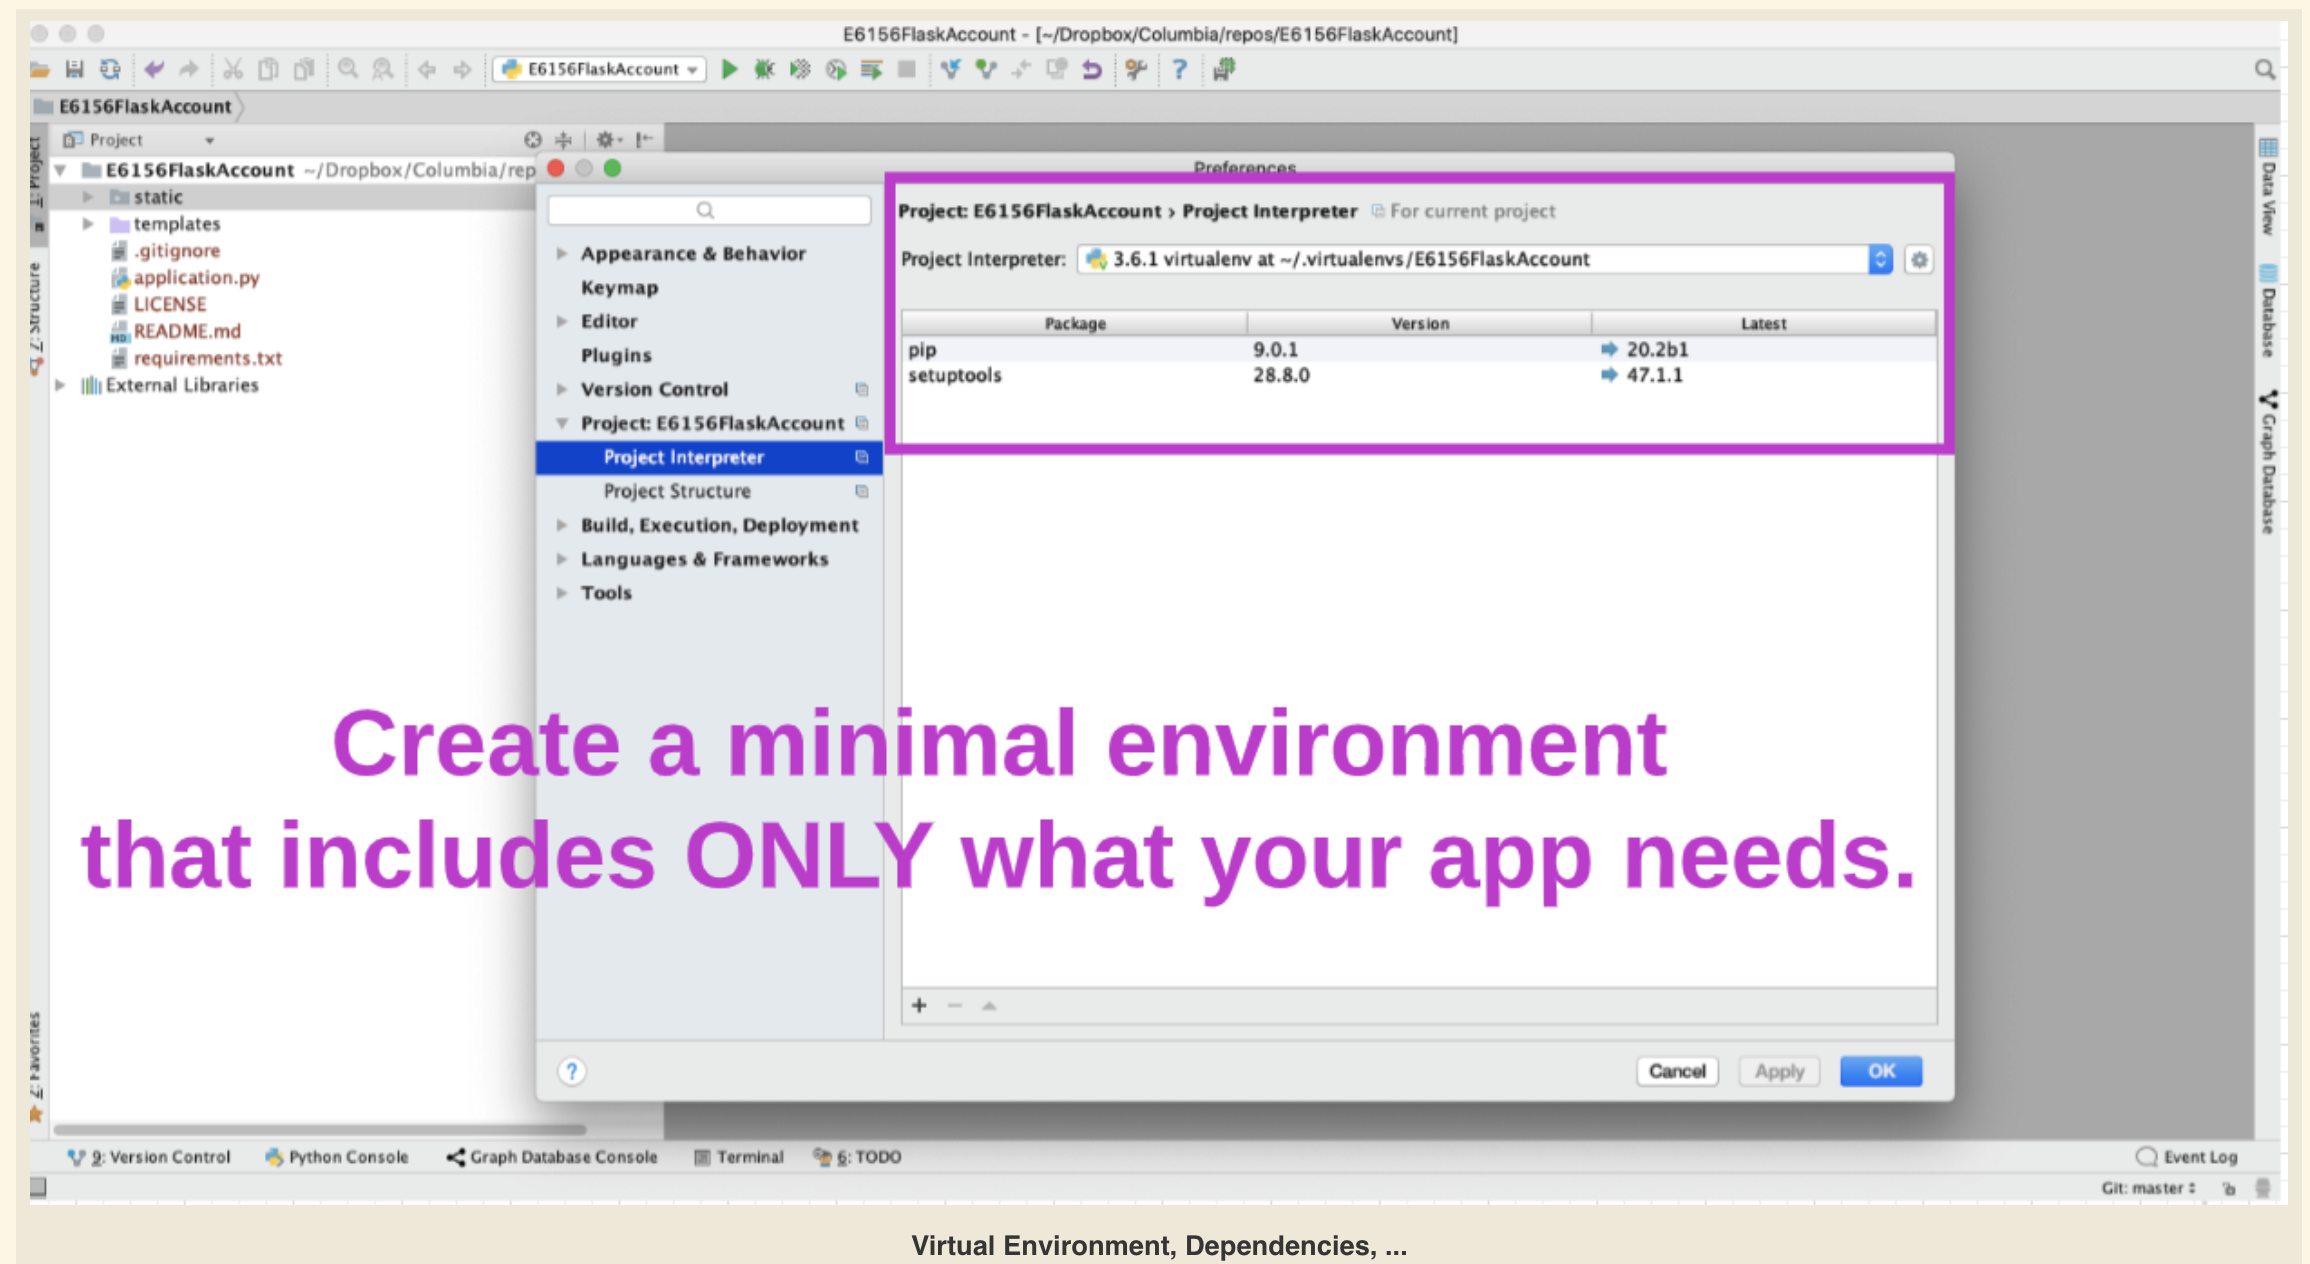 E6156FlaskAccount - [~/Dropbox/Columbia/repos/E6156FlaskAccount]
E6156FlaskAccount
E6156FlaskAccount
Project
E6156FlaskAccount ~/Dropbox/Columbia/rep
static
templates
.gitignore
application.py
LICENSE
README.md
requirements.txt
External Libraries
1: Project
7: Structure
2: Favorites
Preferences
Appearance & Behavior
Keymap
Editor
Plugins
Version Control
Project: E6156FlaskAccount
Project Interpreter
Project Structure
Build, Execution, Deployment
Languages & Frameworks
Tools
Project: E6156FlaskAccount › Project Interpreter For current project
Project Interpreter: 3.6.1 virtualenv at ~/.virtualenvs/E6156FlaskAccount
Package Version Latest
pip 9.0.1 20.2b1
setuptools 28.8.0 47.1.1
Create a minimal environment
that includes ONLY what your app needs.
? Cancel Apply OK
Data View
Database
Graph Database
9: Version Control Python Console Graph Database Console Terminal 6: TODO Event Log
Git: master
Virtual Environment, Dependencies, ...